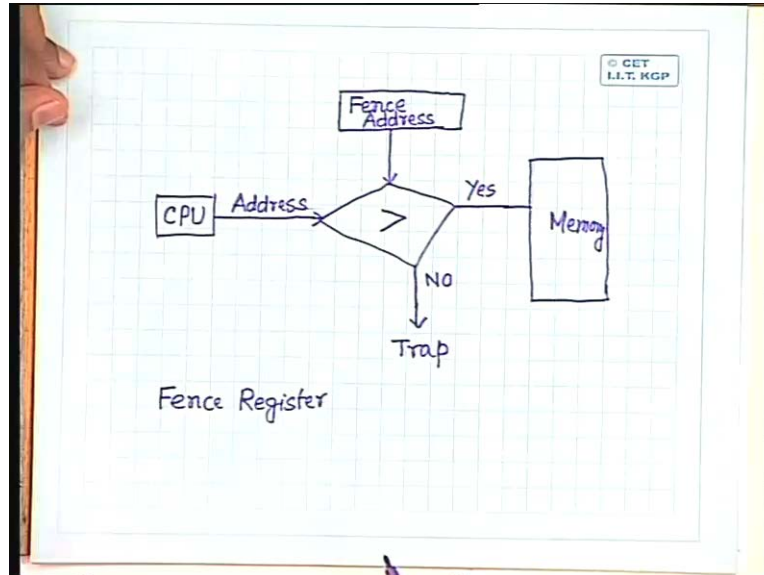 © CET
I.I.T. KGP
Fence
Address
CPU
Address
>
Yes
Memory
NO
Trap
Fence Register